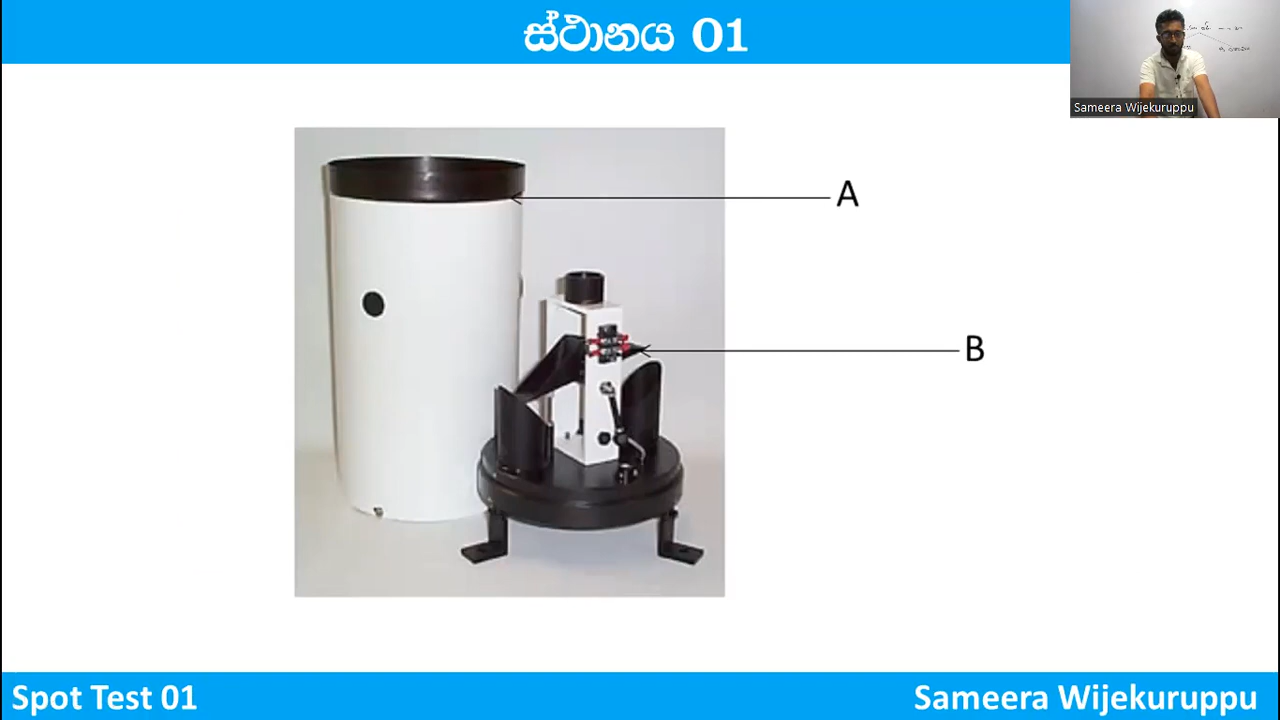 ස්ථානය 01
Sameera Wijekuruppu
A
B
Spot Test 01
Sameera Wijekuruppu